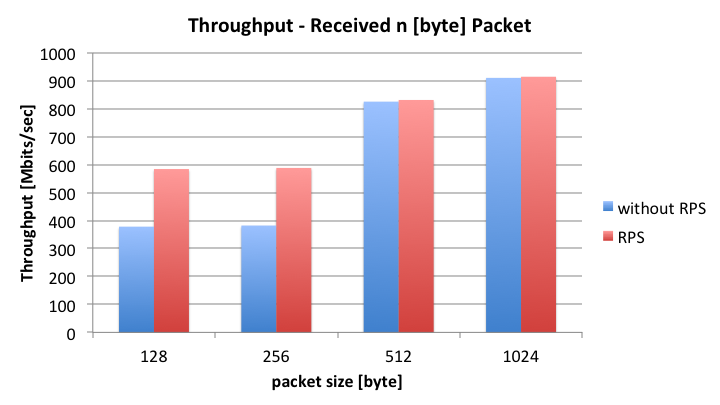 Throughput - Received n [byte] Packet
1000
900
800
700
600
500
400
300
200
100
0
Throughput [Mbits/sec]
128 256 512 1024
packet size [byte]
without RPS
RPS